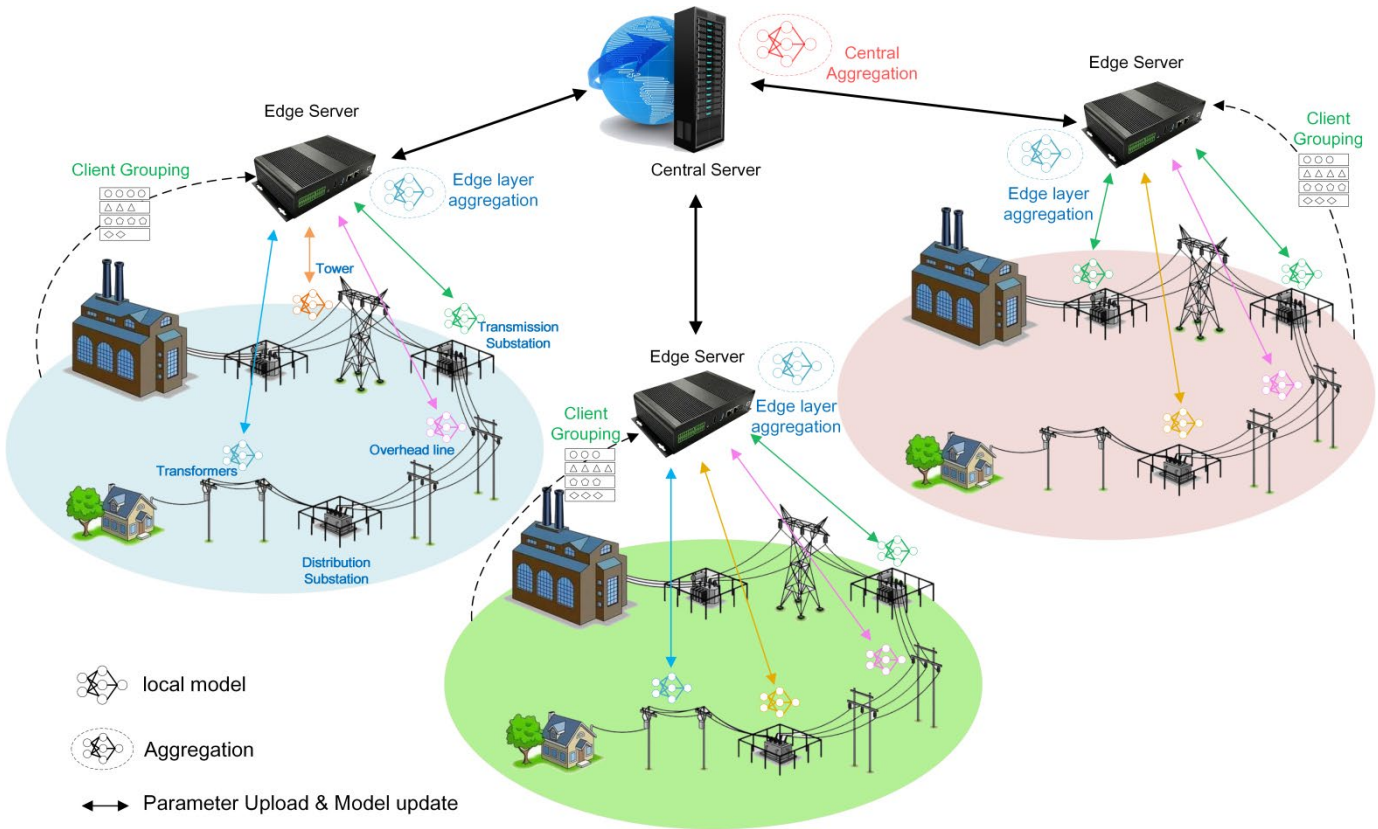 Central
Aggregation
Central Server
Edge Server
Client Grouping
Edge layer
aggregation
Tower
Transmission
Substation
Overhead line
Transformers
Distribution
Substation
Edge Server
Edge layer
aggregation
Client
Grouping
Edge Server
Client
Grouping
Edge layer
aggregation
local model
Aggregation
Parameter Upload & Model update